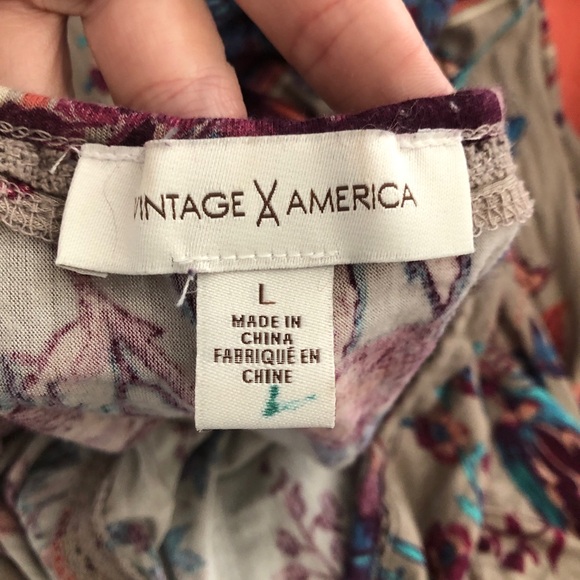 VINTAGE AMERICA
L
MADE IN
CHINA
FABRIQUÉ EN
CHINE